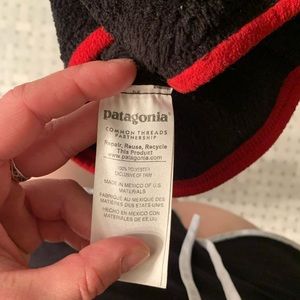 patagonia®
COMMON THREADS
PARTNERSHIP
Repair, Reuse, Recycle
This Product
www.patagonia.com
100% POLYESTER
EXCLUSIVE OF TRIM
MADE IN MEXICO OF U.S.
MATERIALS
FABRIQUÉ AU MEXIQUE DES
MATIÈRES DES ÉTATS-UNIS
HECHO EN MEXICO CON
MATERIALES DE EE.UU.